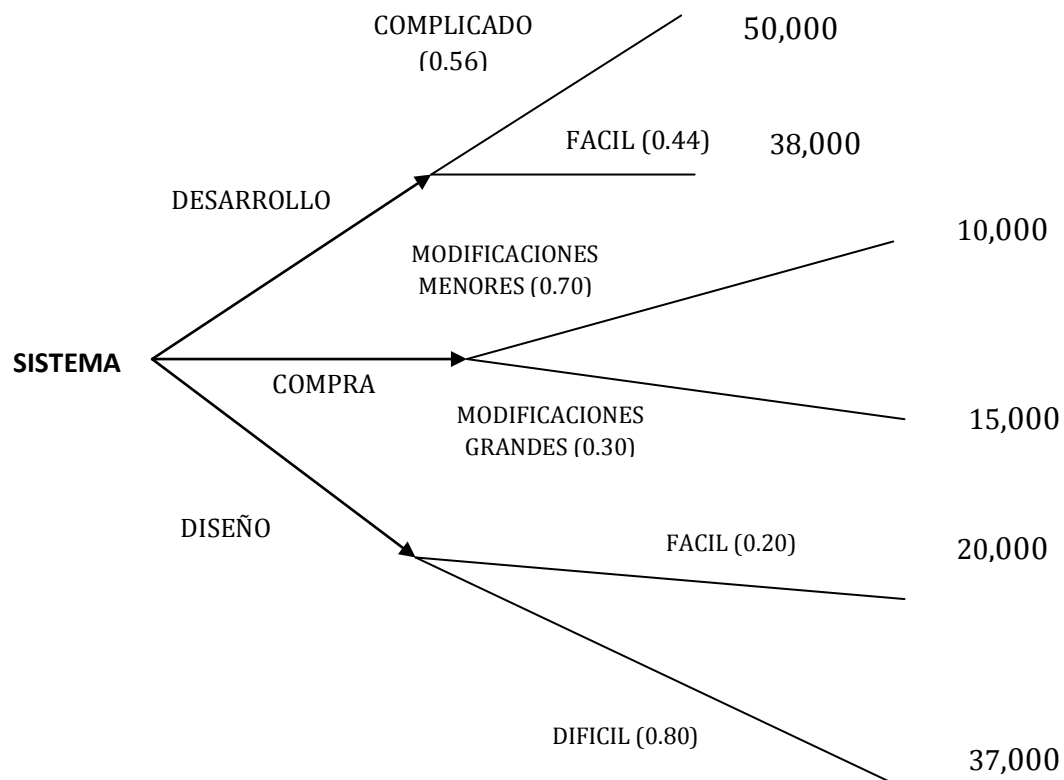 COMPLICADO
(0.56)
50,000
FACIL (0.44)
38,000
DESARROLLO
MODIFICACIONES
MENORES (0.70)
10,000
SISTEMA
COMPRA
MODIFICACIONES
GRANDES (0.30)
15,000
DISEÑO
FACIL (0.20)
20,000
DIFICIL (0.80)
37,000